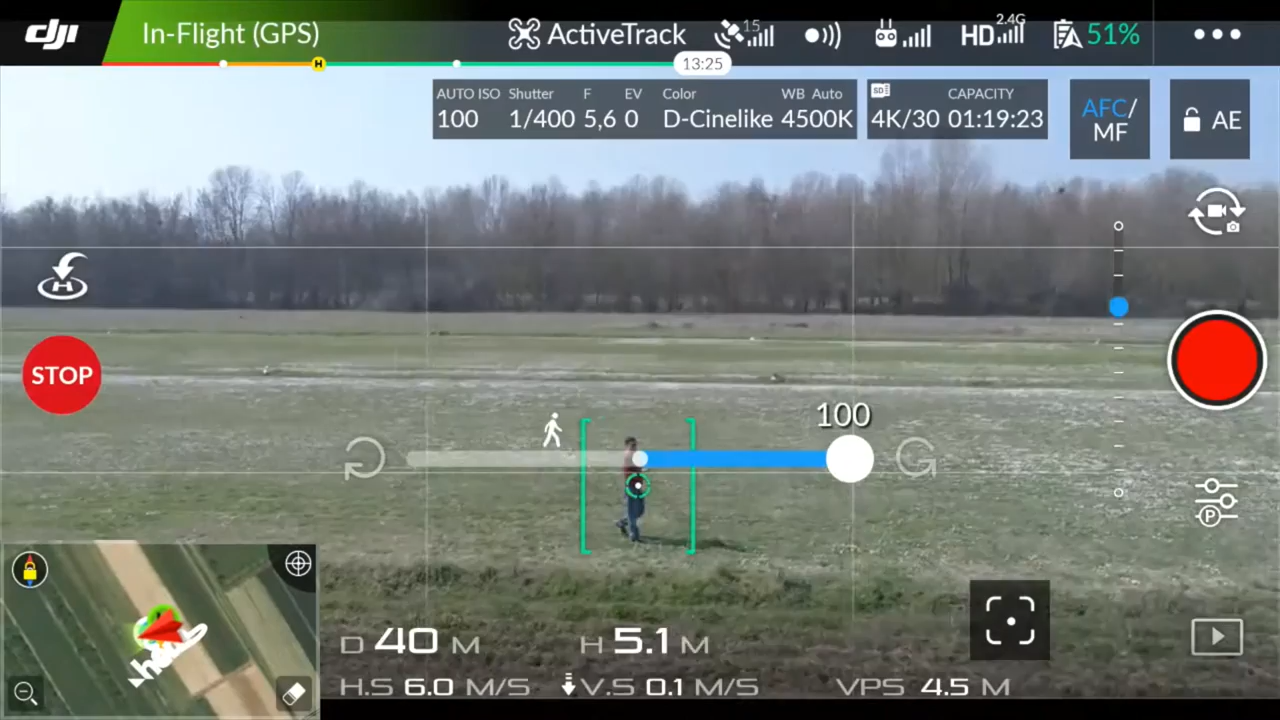 dji In-Flight (GPS) ActiveTrack 15 HD 2.4G 51%
H 13:25
AUTO ISO Shutter F EV Color WB Auto SD CAPACITY
100 1/400 5,6 0 D-Cinelike 4500K 4K/30 01:19:23
AFC/
MF
AE
H
STOP
100
P
D 40 M H 5.1 M
H.S 6.0 M/S V.S 0.1 M/S VPS 4.5 M